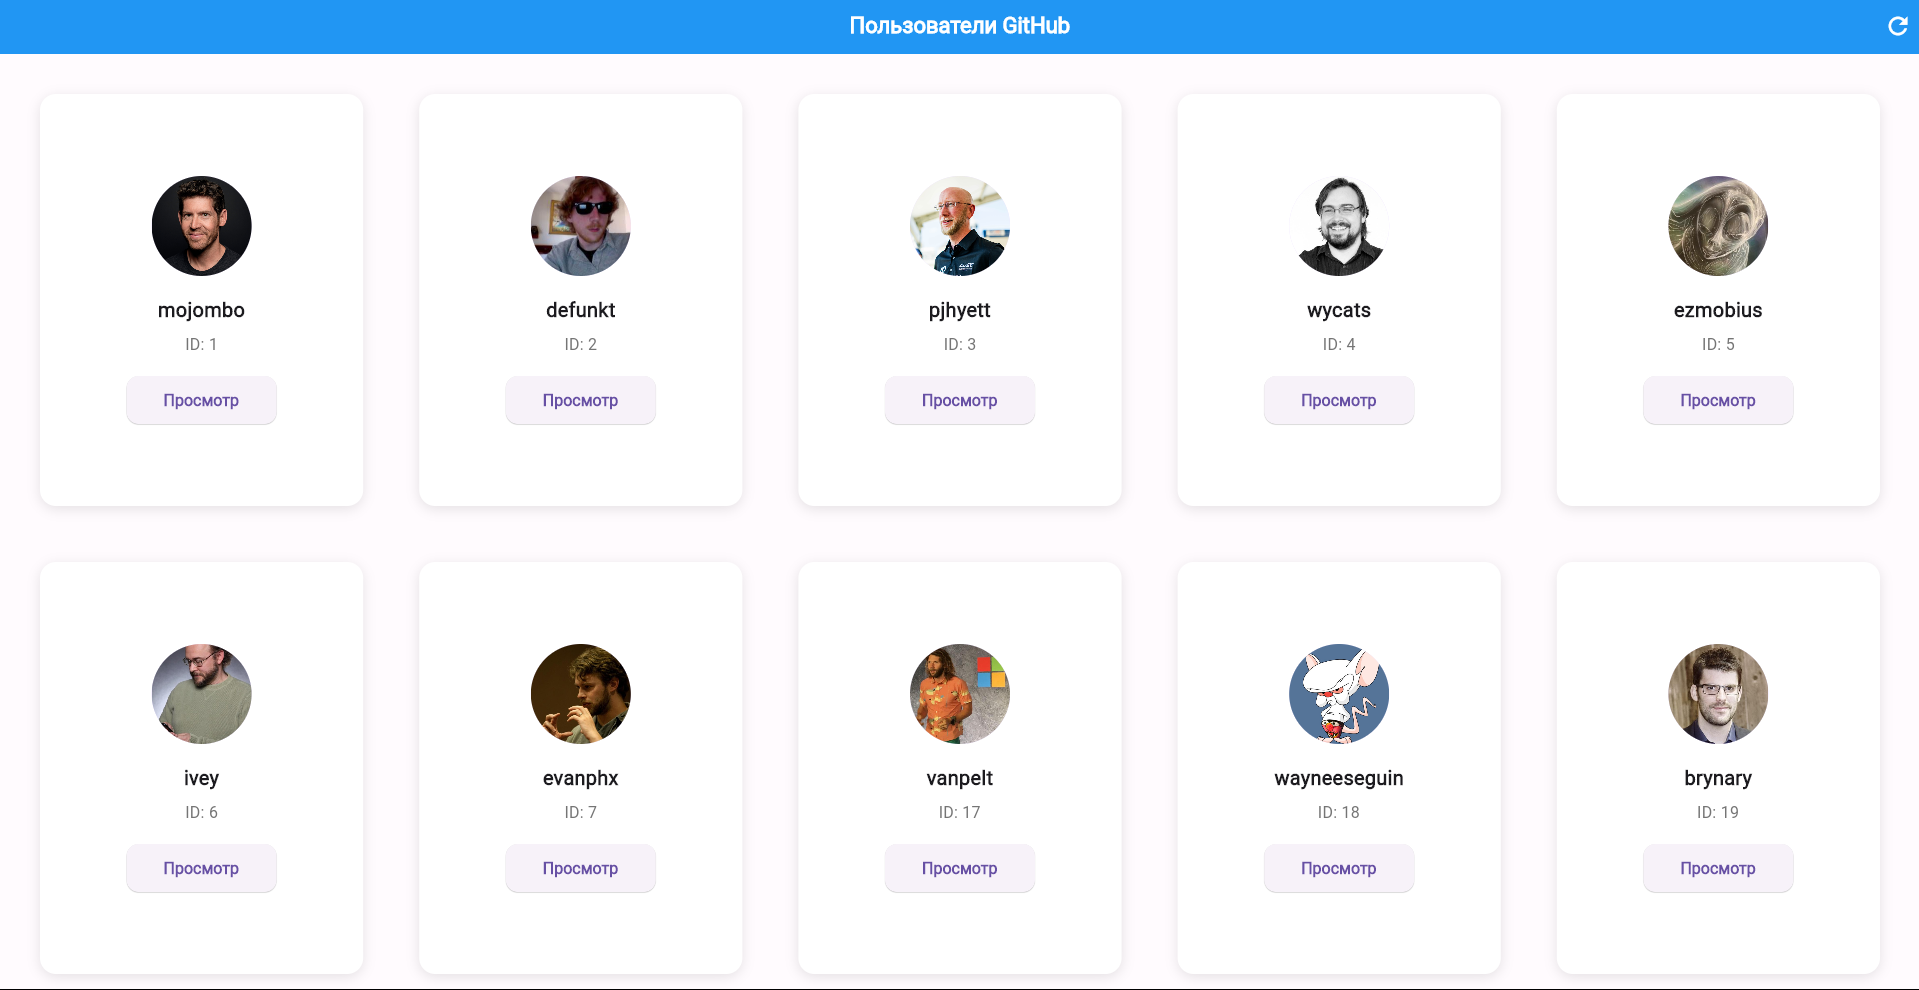 Пользователи GitHub
mojombo
ID: 1
Просмотр
defunkt
ID: 2
Просмотр
pjhyett
ID: 3
Просмотр
wycats
ID: 4
Просмотр
ezmobius
ID: 5
Просмотр
ivey
ID: 6
Просмотр
evanphx
ID: 7
Просмотр
vanpelt
ID: 17
Просмотр
wayneeseguin
ID: 18
Просмотр
brynary
ID: 19
Просмотр